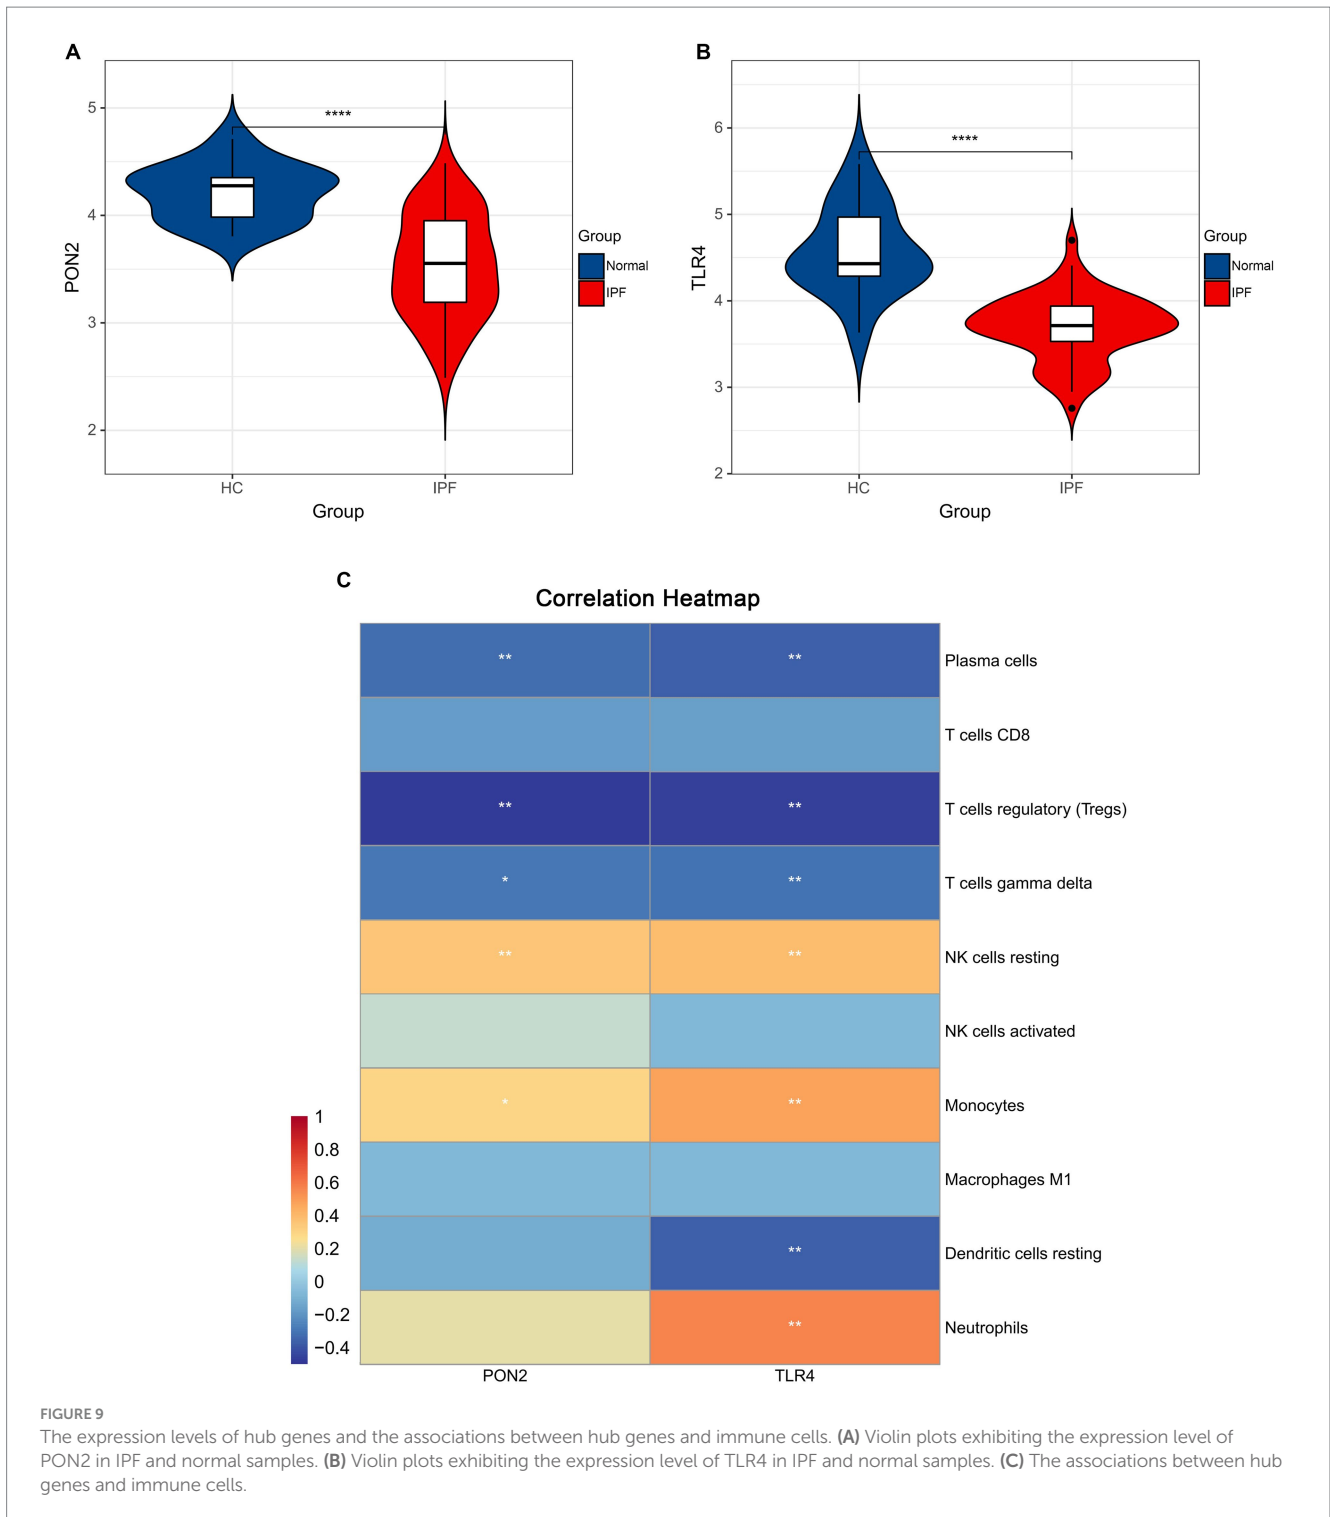 A
5
4
3
2
PON2
****
HC
IPF
Group
Group
Normal
IPF
B
6
5
4
3
2
TLR4
****
HC
IPF
Group
Group
Normal
IPF
C
Correlation Heatmap
** ** Plasma cells
T cells CD8
** ** T cells regulatory (Tregs)
* ** T cells gamma delta
** ** NK cells resting
NK cells activated
* ** Monocytes
Macrophages M1
** Dendritic cells resting
** Neutrophils
1
0.8
0.6
0.4
0.2
0
−0.2
−0.4
PON2 TLR4
FIGURE 9
The expression levels of hub genes and the associations between hub genes and immune cells. (A) Violin plots exhibiting the expression level of
PON2 in IPF and normal samples. (B) Violin plots exhibiting the expression level of TLR4 in IPF and normal samples. (C) The associations between hub
genes and immune cells.